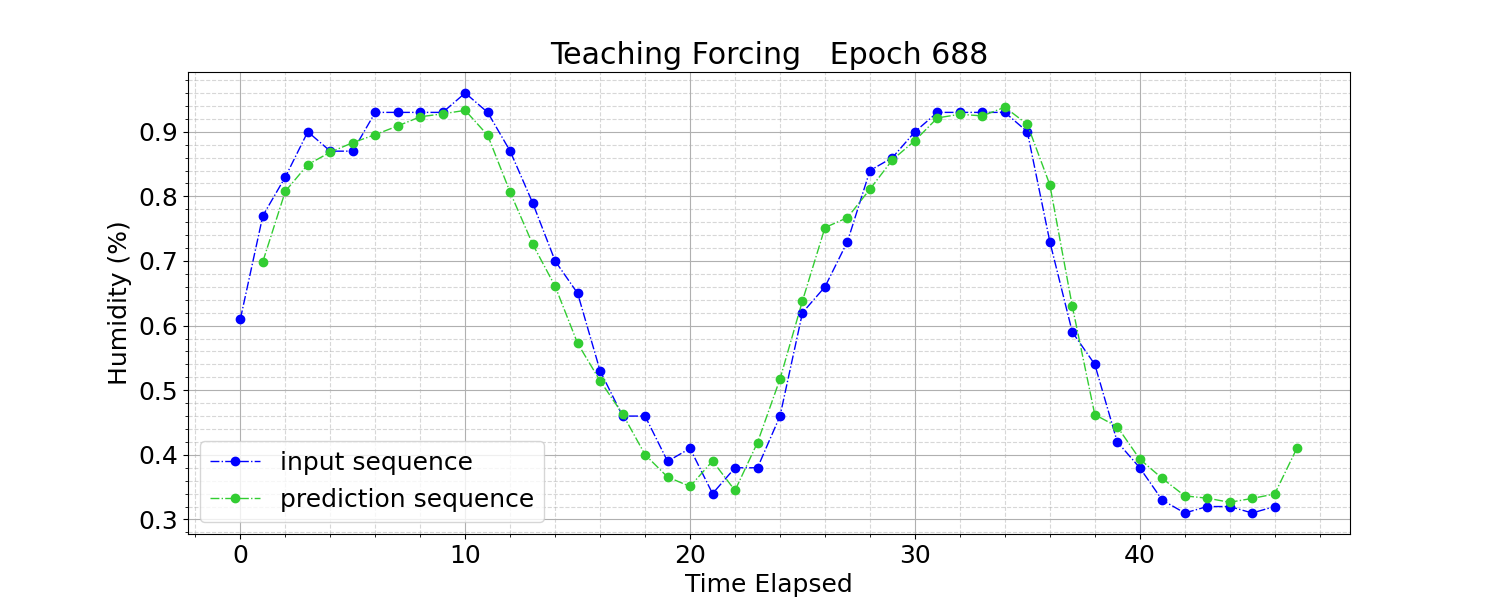 Teaching Forcing   Epoch 688
Humidity (%)
0.9
0.8
0.7
0.6
0.5
0.4
0.3
input sequence
prediction sequence
0 10 20 30 40
Time Elapsed